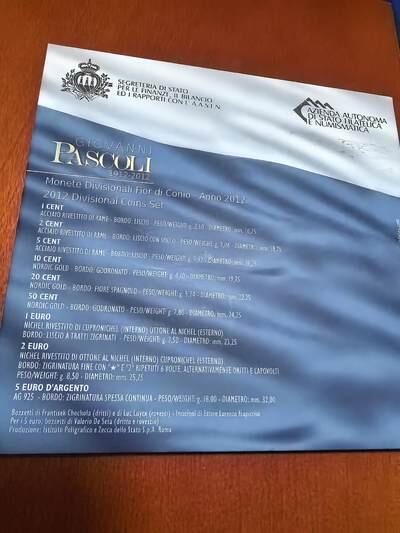 SEGRETERIA DI STATO
PER LE FINANZE, IL BILANCIO
ED I RAPPORTI CON L'A.A.S.F.N.
AZIENDA AUTONOMA
DI STATO FILATELICA
E NUMISMATICA
GIOVANNI
PASCOLI
1912-2012
Monete Divisionali Fior di Conio - Anno 2012
2012 Divisional Coins Set
1 CENT
ACCIAIO RIVESTITO DI RAME - BORDO: LISCIO - PESO/WEIGHT: g. 2,30 - DIAMETRO: mm. 16,25
2 CENT
ACCIAIO RIVESTITO DI RAME - BORDO: LISCIO CON SOLCO - PESO/WEIGHT: g. 3,06 - DIAMETRO: mm. 18,75
5 CENT
ACCIAIO RIVESTITO DI RAME - BORDO: LISCIO - PESO/WEIGHT: g. 3,92 - DIAMETRO: mm.
10 CENT
NORDIC GOLD - BORDO: GODRONATO - PESO/WEIGHT: g. 4,10 - DIAMETRO: mm. 19,75
20 CENT
NORDIC GOLD - BORDO: FIORE SPAGNOLO - PESO/WEIGHT: g. 5,74 - DIAMETRO: mm. 22,25
50 CENT
NORDIC GOLD - BORDO: GODRONATO - PESO/WEIGHT: g. 7,80 - DIAMETRO: mm. 24,25
1 EURO
NICHEL RIVESTITO DI CUPRONICHEL (INTERNO) OTTONE AL NICHEL (ESTERNO)
BORDO: LISCIO A TRATTI ZIGRINATI - PESO/WEIGHT: g. 7,50 - DIAMETRO: mm. 23,25
2 EURO
NICHEL RIVESTITO DI OTTONE AL NICHEL (INTERNO) CUPRONICHEL (ESTERNO)
BORDO: ZIGRINATURA FINE CON "★" E "2" RIPETUTI 6 VOLTE, ALTERNATIVAMENTE DRITTI E CAPOVOLTI
PESO/WEIGHT: g. 8,50 - DIAMETRO: mm. 25,75
5 EURO D'ARGENTO
AG 925 - BORDO: ZIGRINATURA SPESSA CONTINUA - PESO/WEIGHT: g. 18,00 - DIAMETRO: mm. 32,00
Bozzetti di Frantisek Chochola (dritti) e di Luc Luycx (rovesci) - Incisioni di Ettore Lorenzo Frapiccini
Per i 5 euro, bozzetti di Valerio De Seta (dritto e rovescio)
Produzione: Istituto Poligrafico e Zecca dello Stato S.p.A. Roma